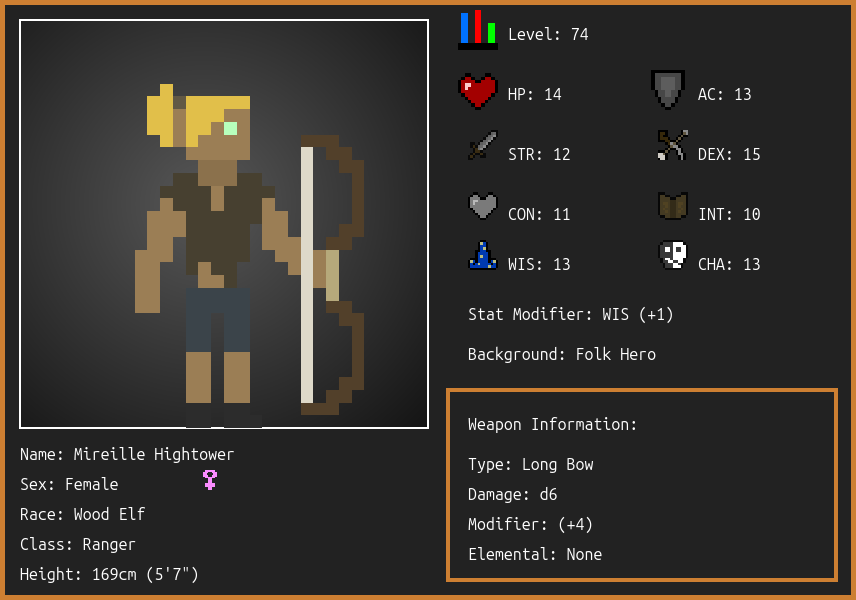 Level: 74
HP: 14
AC: 13
STR: 12
DEX: 15
CON: 11
INT: 10
WIS: 13
CHA: 13
Stat Modifier: WIS (+1)
Background: Folk Hero
Weapon Information:
Type: Long Bow
Damage: d6
Modifier: (+4)
Elemental: None
Name: Mireille Hightower
Sex: Female
Race: Wood Elf
Class: Ranger
Height: 169cm (5'7")